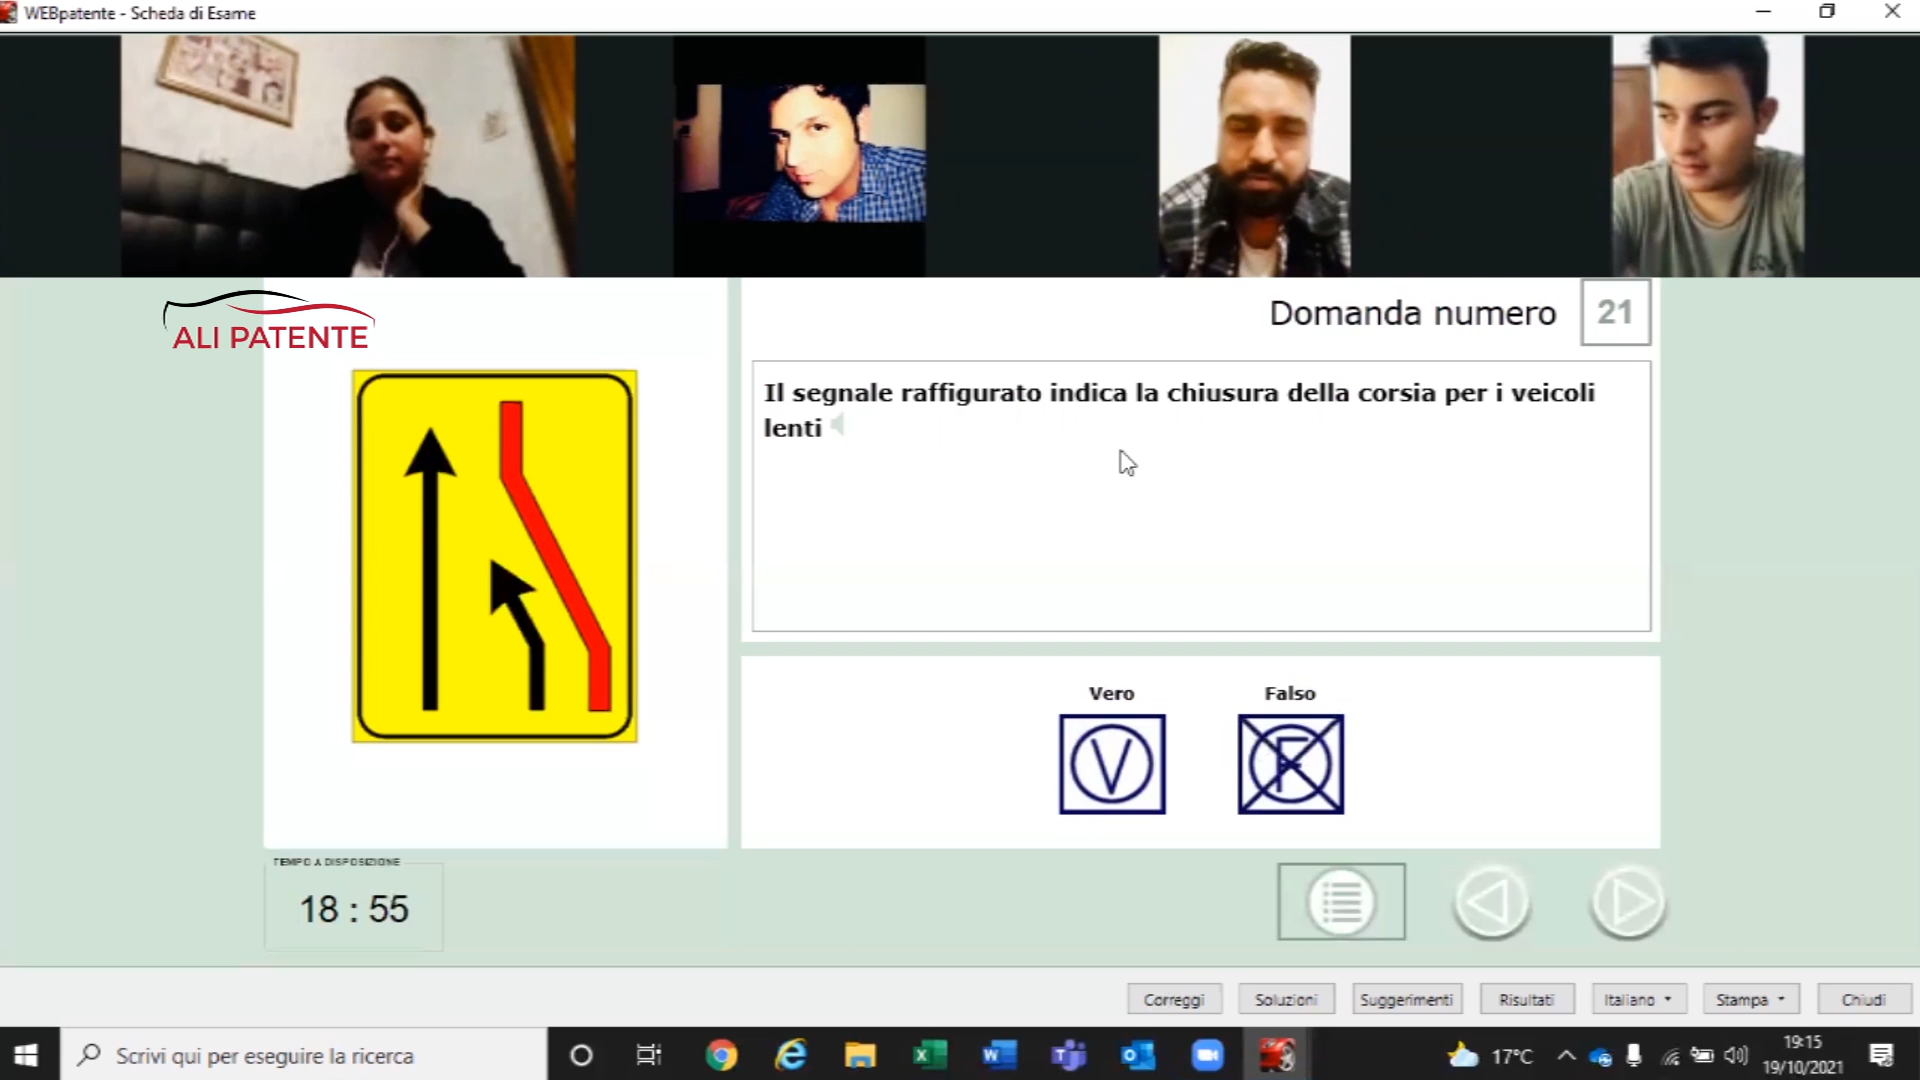 WEBpatente - Scheda di Esame
ALI PATENTE
Domanda numero 21
Il segnale raffigurato indica la chiusura della corsia per i veicoli
lenti
Vero Falso
V F
TEMPO A DISPOSIZIONE
18 : 55
Correggi Soluzioni Suggerimenti Risultati Italiano Stampa Chiudi
Scrivi qui per eseguire la ricerca
17°C
19:15
19/10/2021